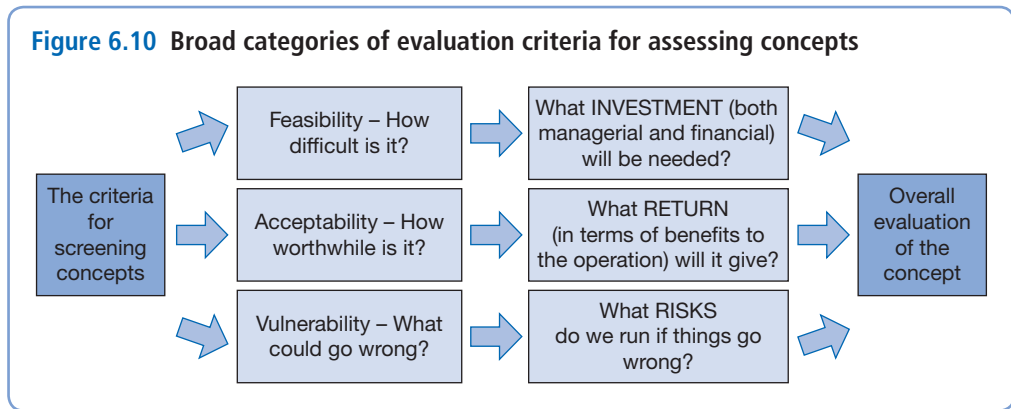 Figure 6.10 Broad categories of evaluation criteria for assessing concepts
The criteria
for
screening
concepts
Feasibility – How
difficult is it?
What INVESTMENT (both
managerial and financial)
will be needed?
Acceptability – How
worthwhile is it?
What RETURN
(in terms of benefits to
the operation) will it give?
Vulnerability – What
could go wrong?
What RISKS
do we run if things go
wrong?
Overall
evaluation
of the
concept